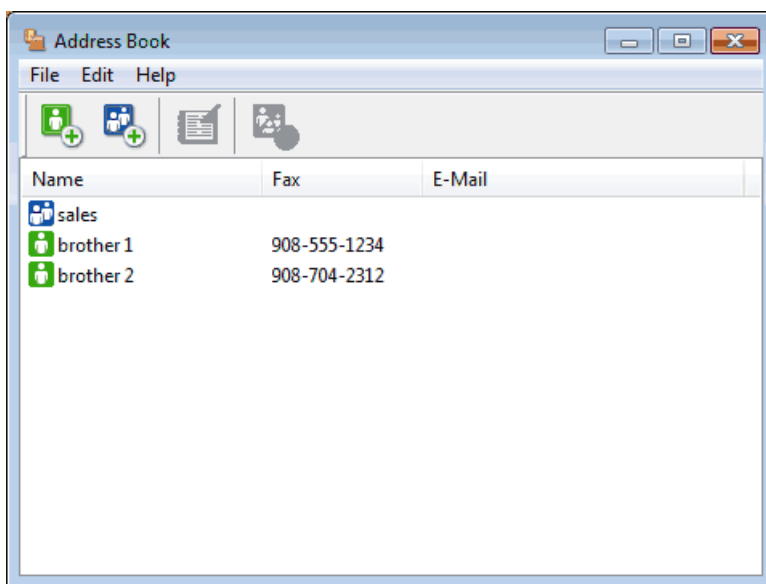 Address Book
File Edit Help
Name Fax E-Mail
sales
brother 1 908-555-1234
brother 2 908-704-2312